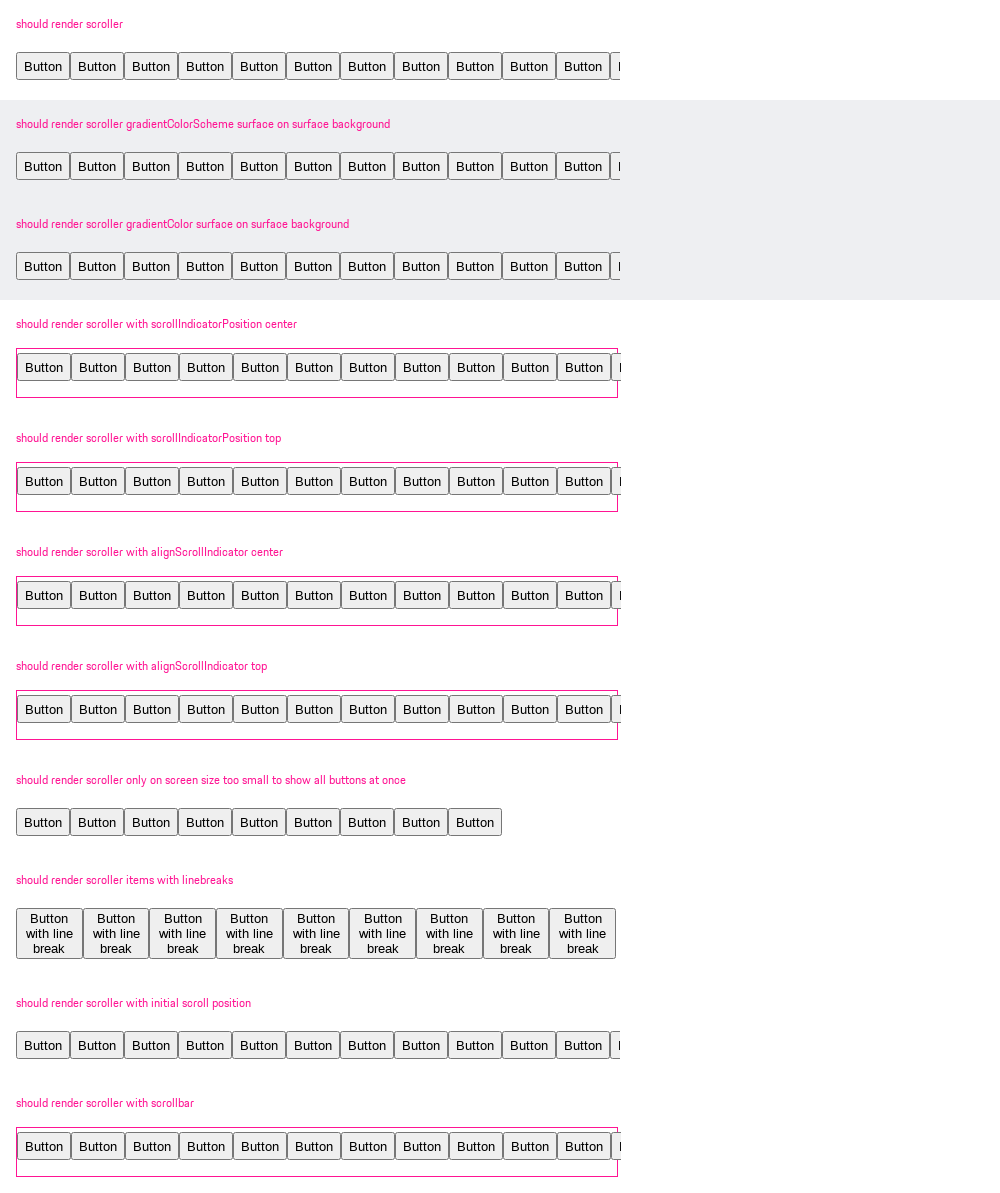 should render scroller
Button Button Button Button Button Button Button Button Button Button Button
should render scroller gradientColorScheme surface on surface background
Button Button Button Button Button Button Button Button Button Button Button
should render scroller gradientColor surface on surface background
Button Button Button Button Button Button Button Button Button Button Button
should render scroller with scrollIndicatorPosition center
Button Button Button Button Button Button Button Button Button Button Button
should render scroller with scrollIndicatorPosition top
Button Button Button Button Button Button Button Button Button Button Button
should render scroller with alignScrollIndicator center
Button Button Button Button Button Button Button Button Button Button Button
should render scroller with alignScrollIndicator top
Button Button Button Button Button Button Button Button Button Button Button
should render scroller only on screen size too small to show all buttons at once
Button Button Button Button Button Button Button Button Button
should render scroller items with linebreaks
Button Button Button Button Button Button Button Button Button
with line with line with line with line with line with line with line with line with line
break break break break break break break break break
should render scroller with initial scroll position
Button Button Button Button Button Button Button Button Button Button Button
should render scroller with scrollbar
Button Button Button Button Button Button Button Button Button Button Button